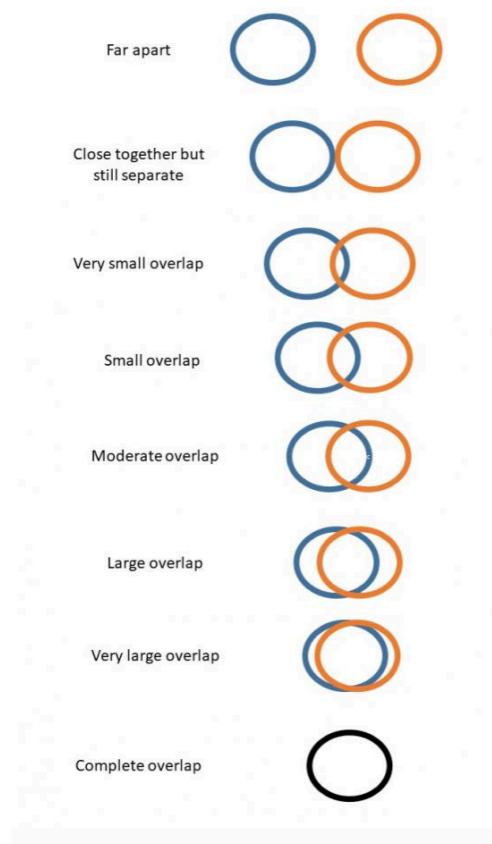 Far apart
Close together but
still separate
Very small overlap
Small overlap
Moderate overlap
Large overlap
Very large overlap
Complete overlap